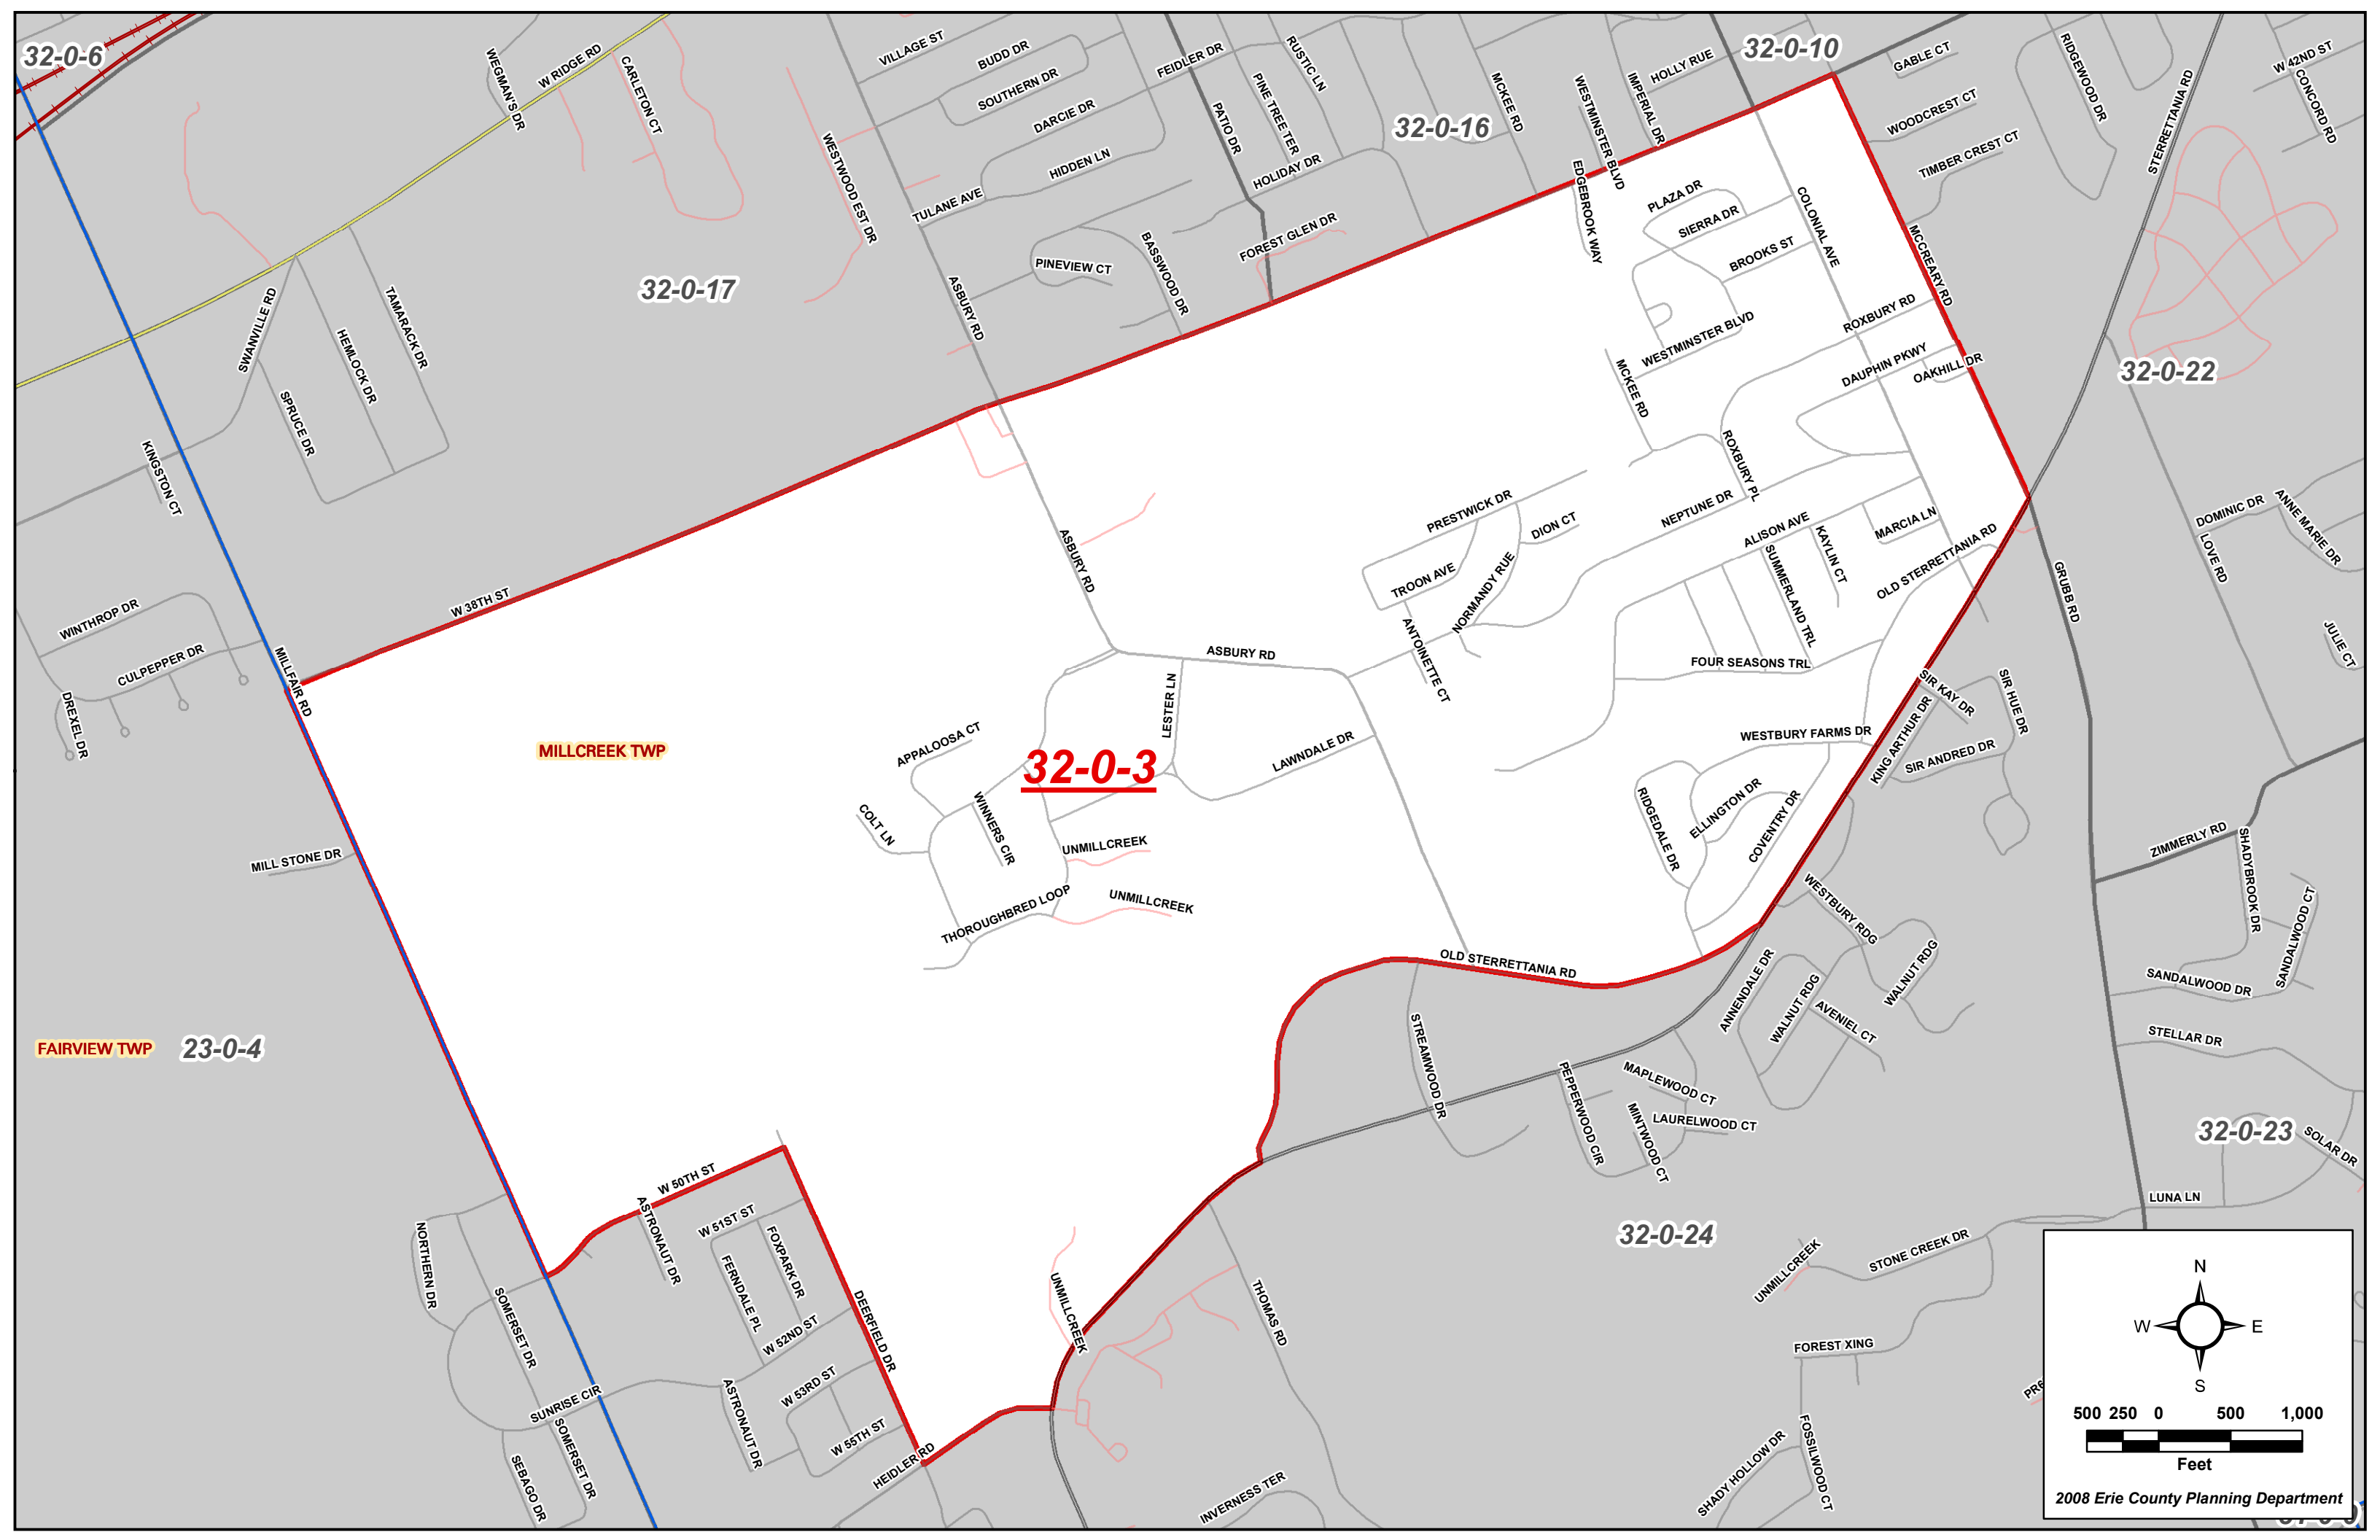 32-0-6
WEGMAN'S DR
W RIDGE RD
CARLETON CT
VILLAGE ST
BUDD DR
SOUTHERN DR
DARCIE DR
HIDDEN LN
FEIDLER DR
PATIO DR
PINE TREE TER
RUSTIC LN
HOLIDAY DR
FOREST GLEN DR
32-0-16
MCKEE RD
WESTMINSTER BLVD
IMPERIAL DR
HOLLY RUE
32-0-10
GABLE CT
WOODCREST CT
TIMBER CREST CT
RIDGEWOOD DR
STERRETTANIA RD
W 42ND ST
CONCORD RD
WESTWOOD EST DR
TULANE AVE
PINEVIEW CT
BASSWOOD DR
ASBURY RD
32-0-17
EDGEBROOK WAY
PLAZA DR
SIERRA DR
BROOKS ST
COLONIAL AVE
MCCREARY RD
ROXBURY RD
DAUPHIN PKWY
OAKHILL DR
WESTMINSTER BLVD
MCKEE RD
32-0-22
SWANVILLE RD
TAMARACK DR
HEMLOCK DR
SPRUCE DR
KINGSTON CT
ROXBURY PL
PRESTWICK DR
DION CT
NEPTUNE DR
ALISON AVE
KAYLIN CT
MARCIA LN
SUMMERLAND TRL
OLD STERRETTANIA RD
DOMINIC DR
ANNE MARIE DR
LOVE RD
GRUBB RD
JULIE CT
ASBURY RD
TROON AVE
NORMANDY RUE
ANTOINETTE CT
W 38TH ST
WINTHROP DR
CULPEPPER DR
DREXEL DR
MILLFAIR RD
ASBURY RD
LESTER LN
LAWNDALE DR
FOUR SEASONS TRL
WESTBURY FARMS DR
SIR KAY DR
SIR HUE DR
KING ARTHUR DR
SIR ANDRED DR
MILLCREEK TWP
32-0-3
APPALOOSA CT
COLT LN
WINNERS CIR
UNMILLCREEK
UNMILLCREEK
THOROUGHBRED LOOP
RIDGEDALE DR
ELLINGTON DR
COVENTRY DR
MILL STONE DR
ZIMMERLY RD
SHADYBROOK DR
SANDALWOOD CT
SANDALWOOD DR
STELLAR DR
WESTBURY RDG
WALNUT RDG
WALNUT RDG
ANNENDALE DR
AVENIEL CT
OLD STERRETTANIA RD
STREAMWOOD DR
PEPPERWOOD CIR
MAPLEWOOD CT
MINTWOOD CT
LAURELWOOD CT
FAIRVIEW TWP
23-0-4
32-0-23
SOLAR DR
LUNA LN
32-0-24
STONE CREEK DR
UNMILLCREEK
FOREST XING
SHADY HOLLOW DR
FOSSILWOOD CT
W 50TH ST
ASTRONAUT DR
W 51ST ST
FERNDALE PL
FOXPARK DR
W 52ND ST
DEERFIELD DR
W 53RD ST
W 55TH ST
ASTRONAUT DR
HEIDLER RD
NORTHERN DR
SOMERSET DR
SUNRISE CIR
SOMERSET DR
SEBAGO DR
UNMILLCREEK
THOMAS RD
INVERNESS TER
N
W E
S
500 250 0 500 1,000
Feet
2008 Erie County Planning Department